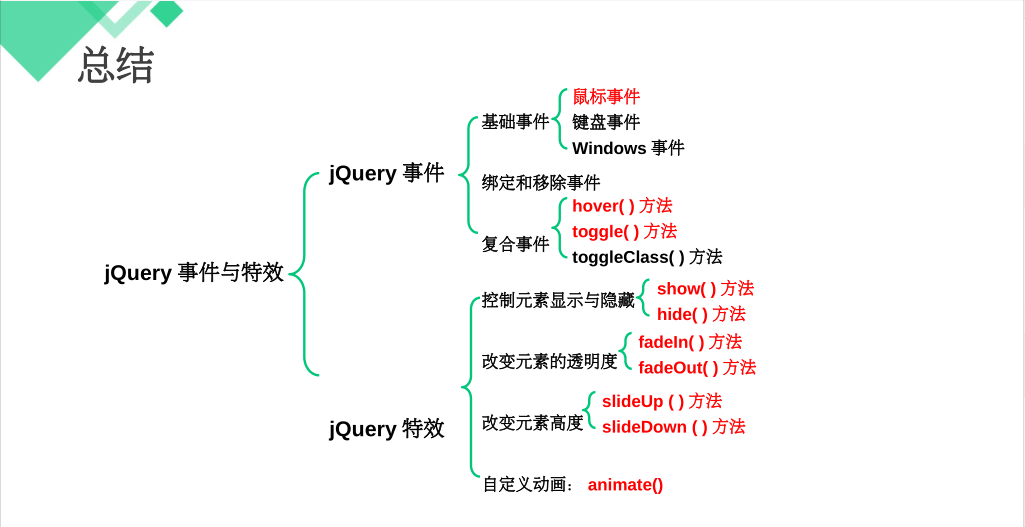 总结
jQuery 事件与特效
jQuery 事件
基础事件
鼠标事件
键盘事件
Windows 事件
绑定和移除事件
复合事件
hover( ) 方法
toggle( ) 方法
toggleClass( ) 方法
jQuery 特效
控制元素显示与隐藏
show( ) 方法
hide( ) 方法
改变元素的透明度
fadeIn( ) 方法
fadeOut( ) 方法
改变元素高度
slideUp ( ) 方法
slideDown ( ) 方法
自定义动画： animate()